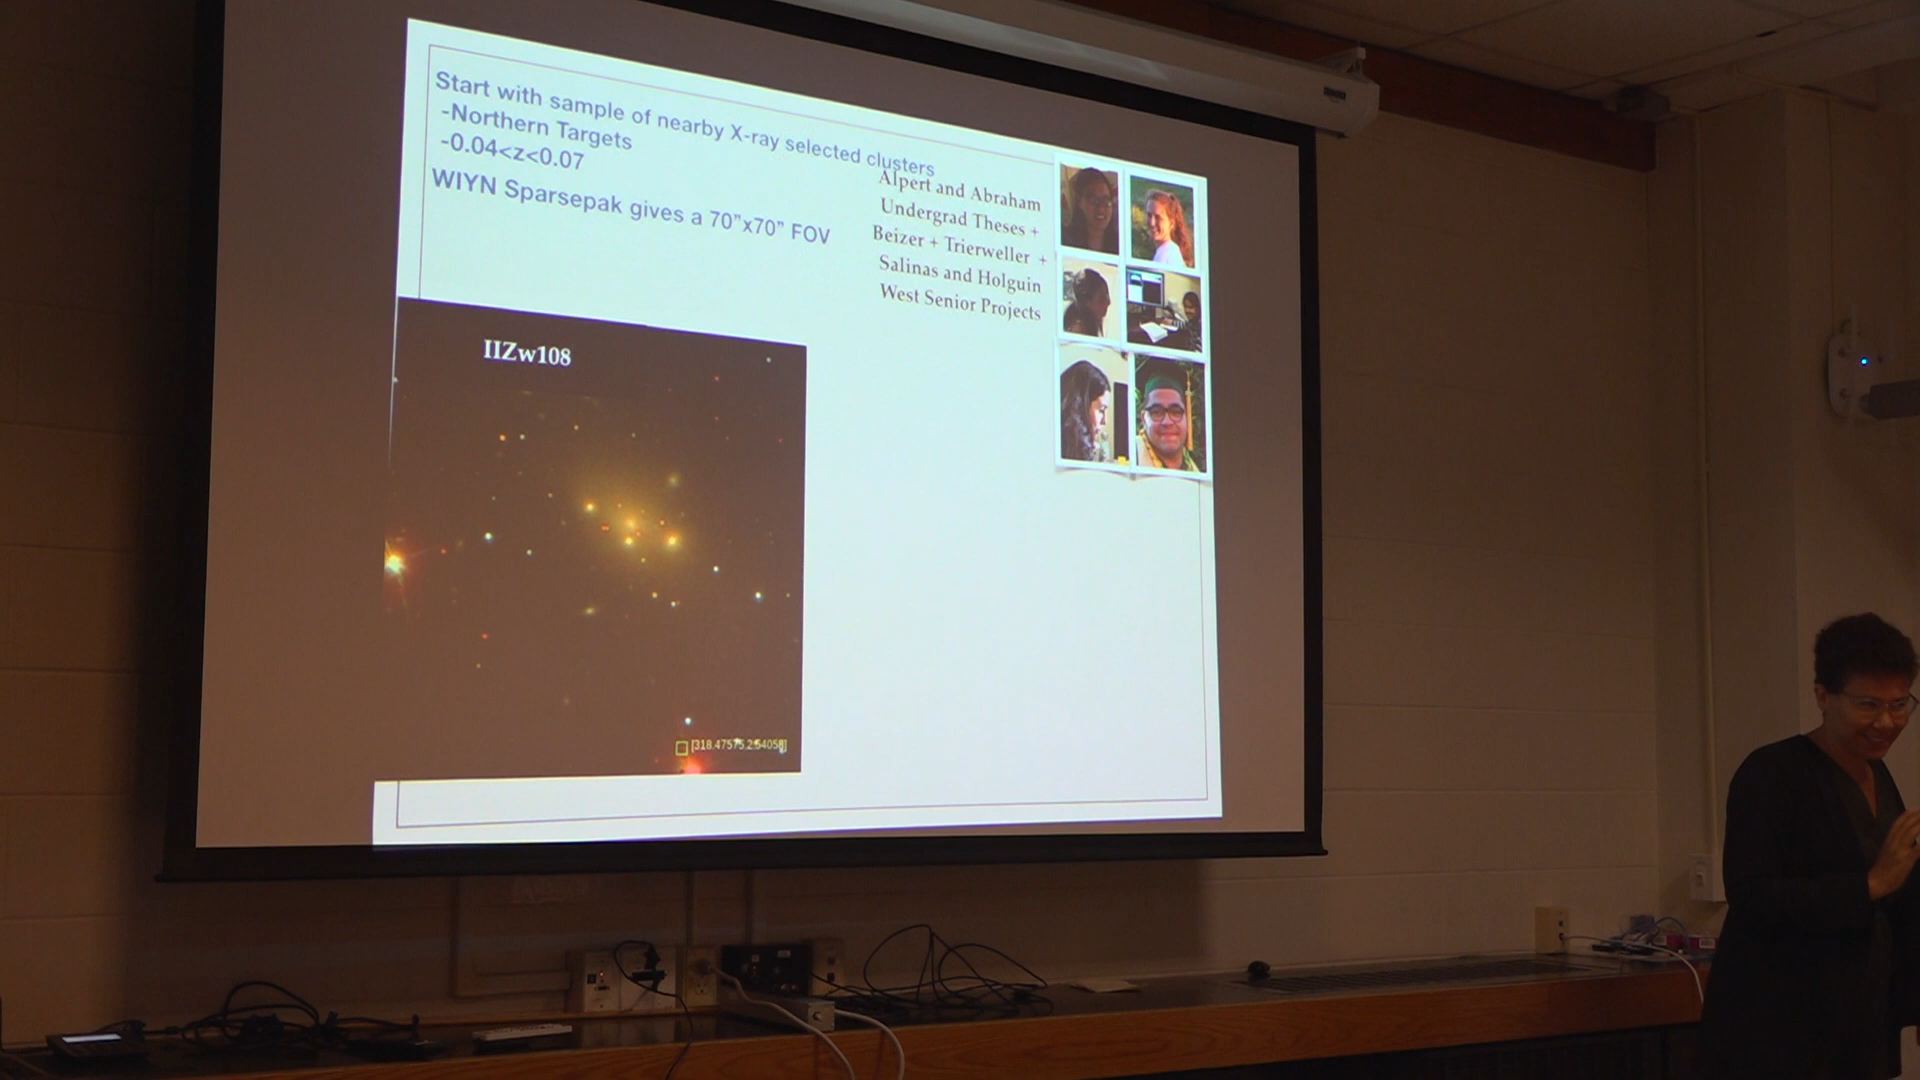 Start with sample of nearby X-ray selected clusters
-Northern Targets
-0.04<z<0.07
WIYN Sparsepak gives a 70”x70” FOV
Alpert and Abraham
Undergrad Theses +
Beizer + Trierweller +
Salinas and Holguin
West Senior Projects
IIZw108